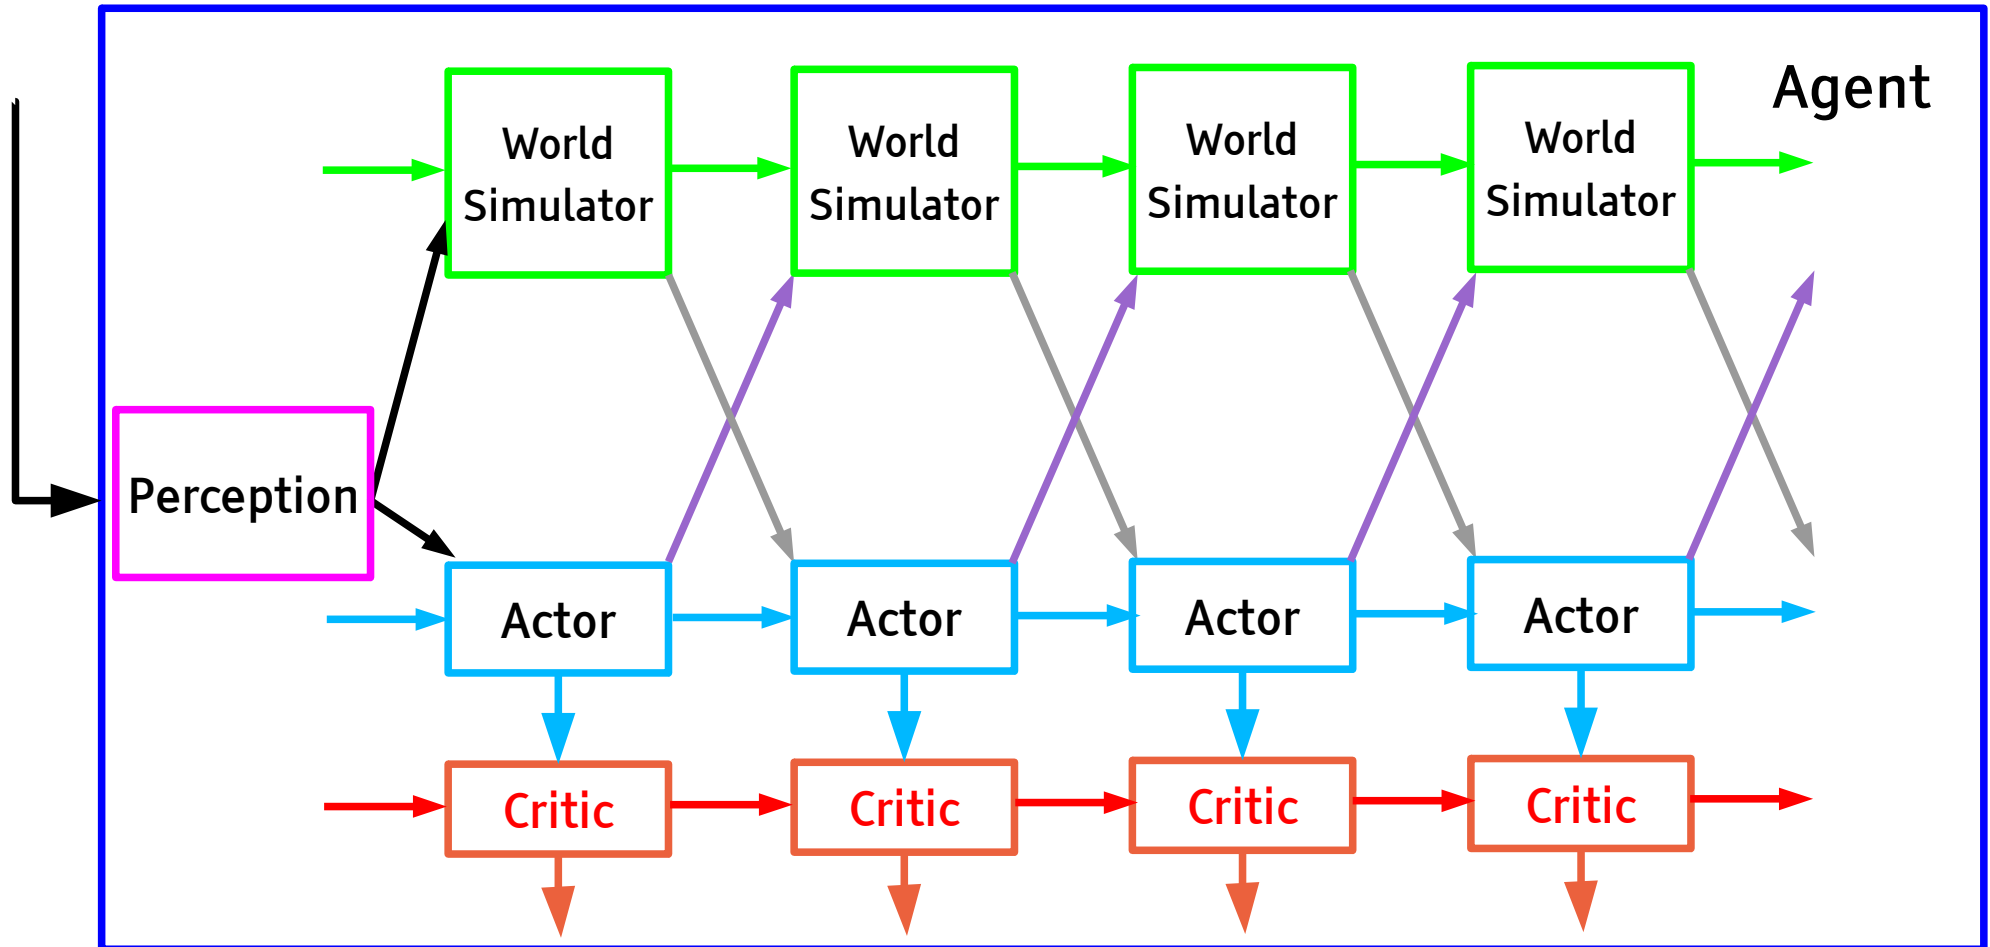 Agent
World
Simulator
World
Simulator
World
Simulator
World
Simulator
Perception
Actor
Actor
Actor
Actor
Critic
Critic
Critic
Critic